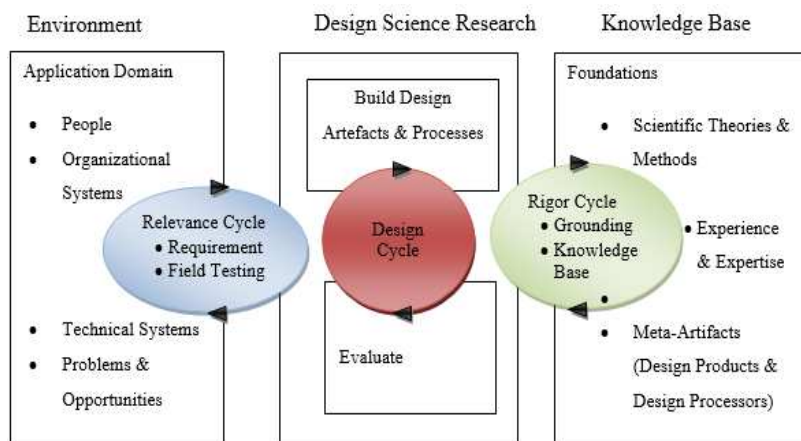 Environment
Design Science Research
Knowledge Base
Application Domain
• People
• Organizational
Systems
Relevance Cycle
• Requirement
• Field Testing
• Technical Systems
• Problems &
Opportunities
Build Design
Artefacts & Processes
Design
Cycle
Evaluate
Foundations
• Scientific Theories &
Methods
Rigor Cycle
• Grounding
• Knowledge
Base
• Experience
& Expertise
•
• Meta-Artifacts
(Design Products &
Design Processors)